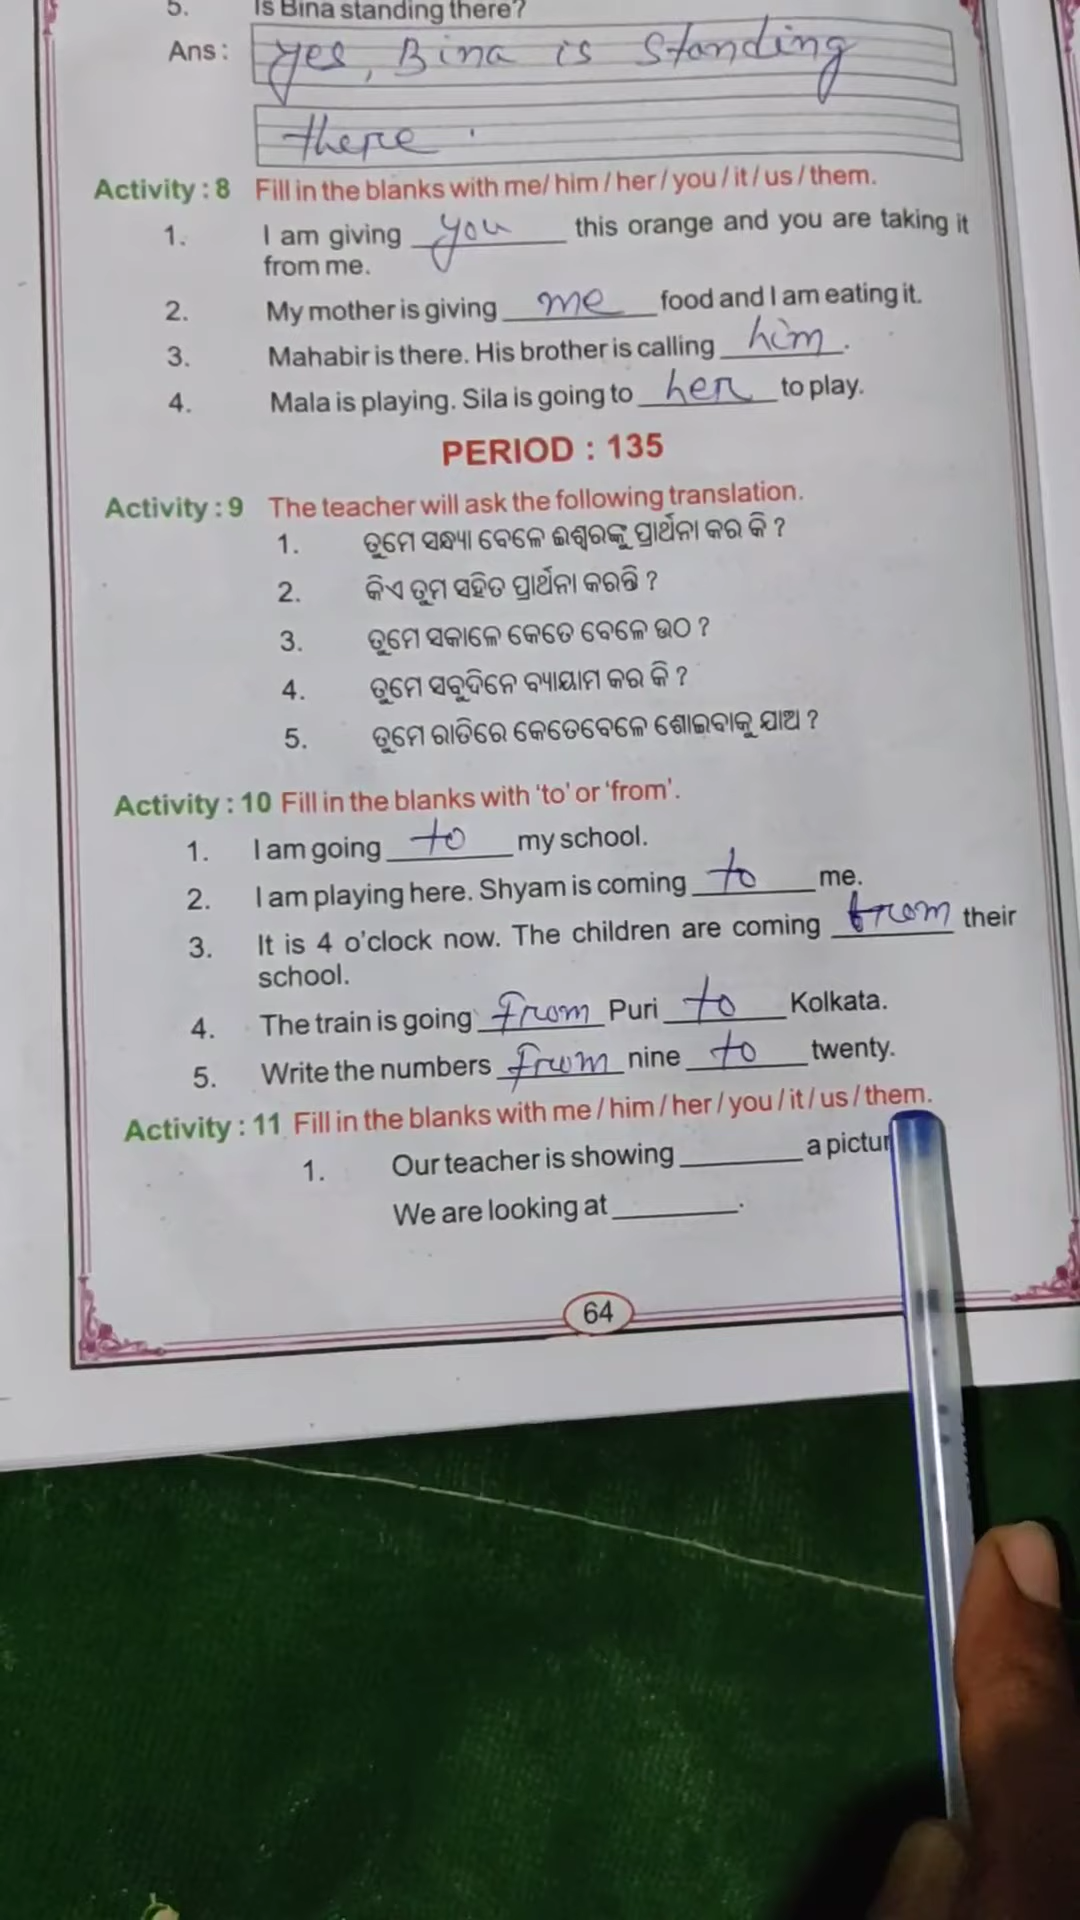 5. Is Bina standing there?
Ans : yes, Bina is standing
there .
Activity : 8 Fill in the blanks with me/ him / her / you / it / us / them.
1. I am giving you this orange and you are taking it
from me.
2. My mother is giving me food and I am eating it.
3. Mahabir is there. His brother is calling him.
4. Mala is playing. Sila is going to her to play.
PERIOD : 135
Activity : 9 The teacher will ask the following translation.
1. ତୁମେ ସନ୍ଧ୍ୟା ବେଳେ ଈଶ୍ୱରଙ୍କୁ ପ୍ରାର୍ଥନା କର କି ?
2. କିଏ ତୁମ ସହିତ ପ୍ରାର୍ଥନା କରନ୍ତି ?
3. ତୁମେ ସକାଳେ କେତେ ବେଳେ ଉଠ ?
4. ତୁମେ ସବୁଦିନେ ବ୍ୟାୟାମ କର କି ?
5. ତୁମେ ରାତିରେ କେତେବେଳେ ଶୋଇବାକୁ ଯାଅ ?
Activity : 10 Fill in the blanks with ‘to’ or ‘from’.
1. I am going to my school.
2. I am playing here. Shyam is coming to me.
3. It is 4 o’clock now. The children are coming from their
school.
4. The train is going from Puri to Kolkata.
5. Write the numbers from nine to twenty.
Activity : 11 Fill in the blanks with me / him / her / you / it / us / them.
1. Our teacher is showing ________ a pictur
We are looking at ________.
64